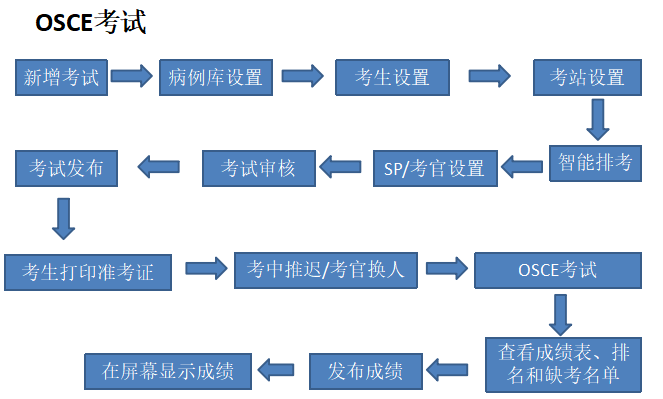 OSCE考试
新增考试
病例库设置
考生设置
考站设置
智能排考
SP/考官设置
考试审核
考试发布
考生打印准考证
考中推迟/考官换人
OSCE考试
查看成绩表、排
名和缺考名单
发布成绩
在屏幕显示成绩